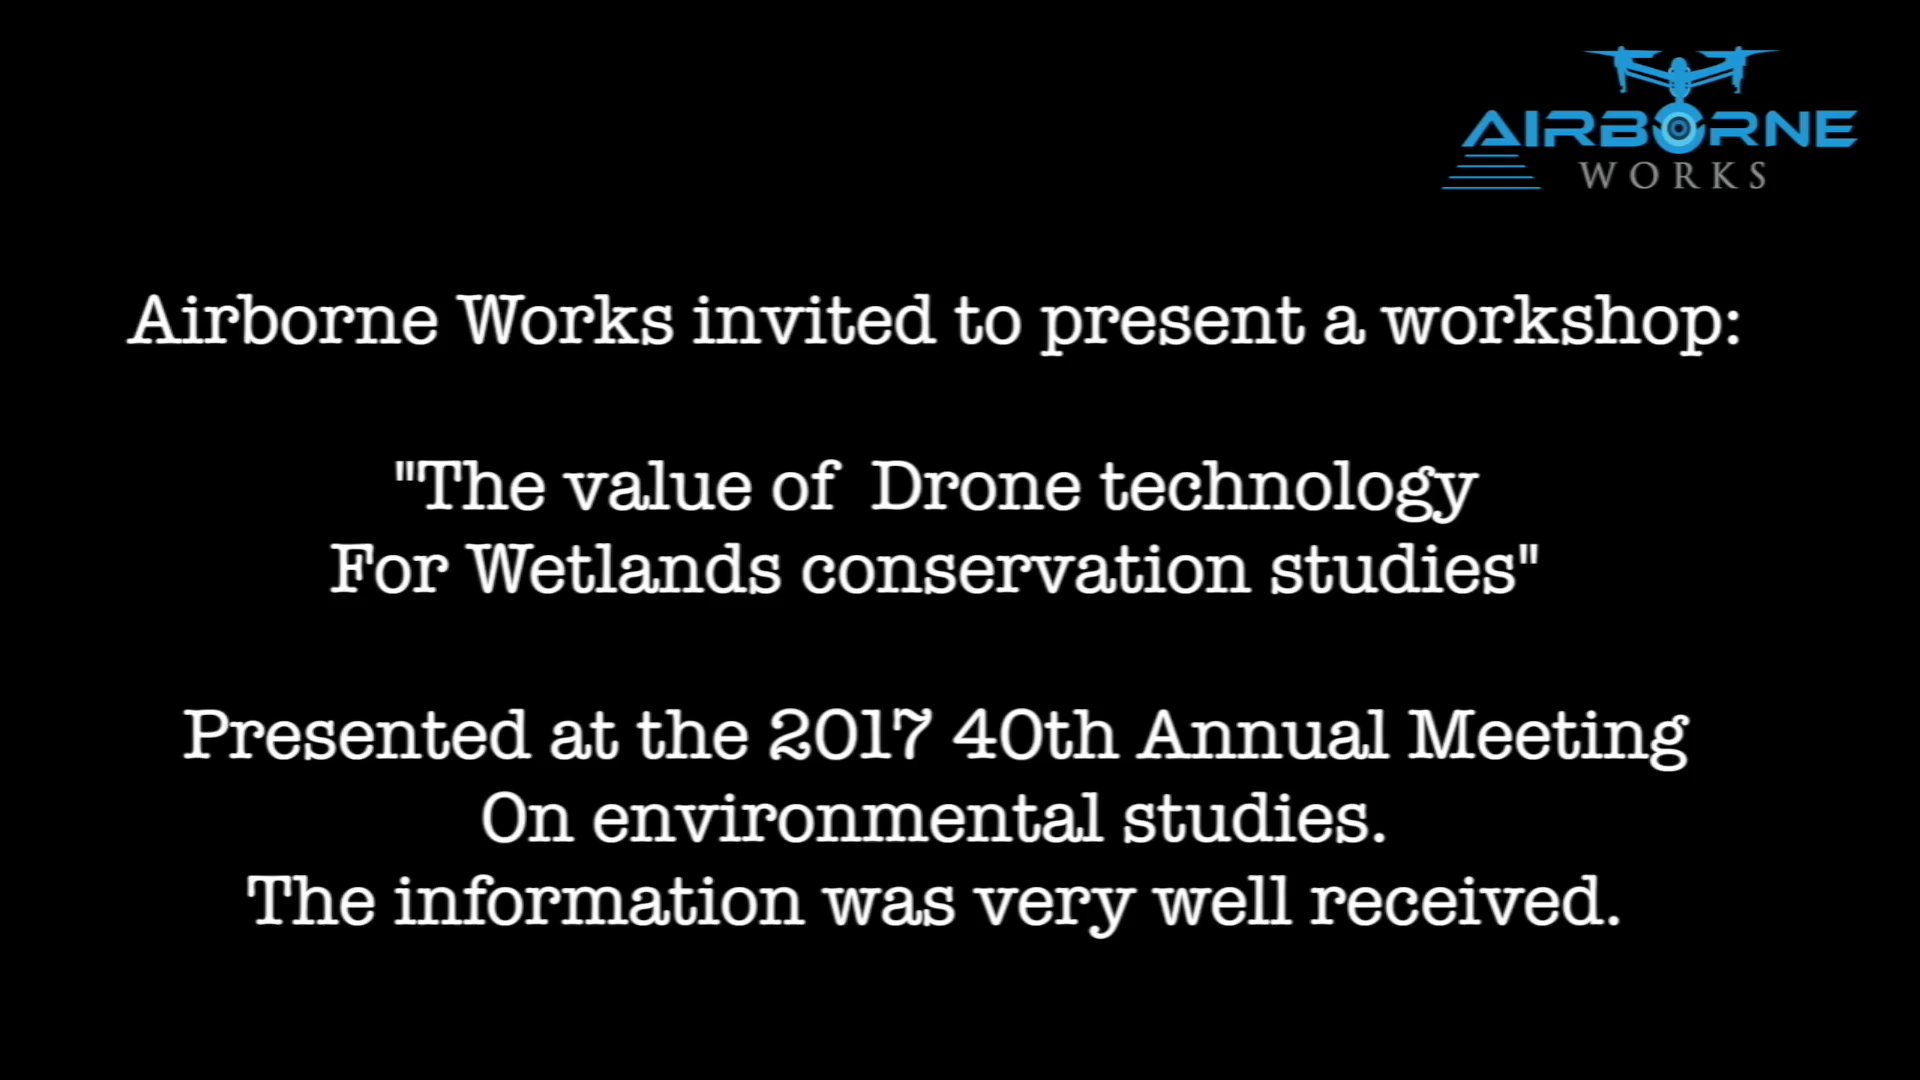 AIRBORNE
WORKS
Airborne Works invited to present a workshop:
"The value of  Drone technology
For Wetlands conservation studies"
Presented at the 2017 40th Annual Meeting
On environmental studies.
The information was very well received.